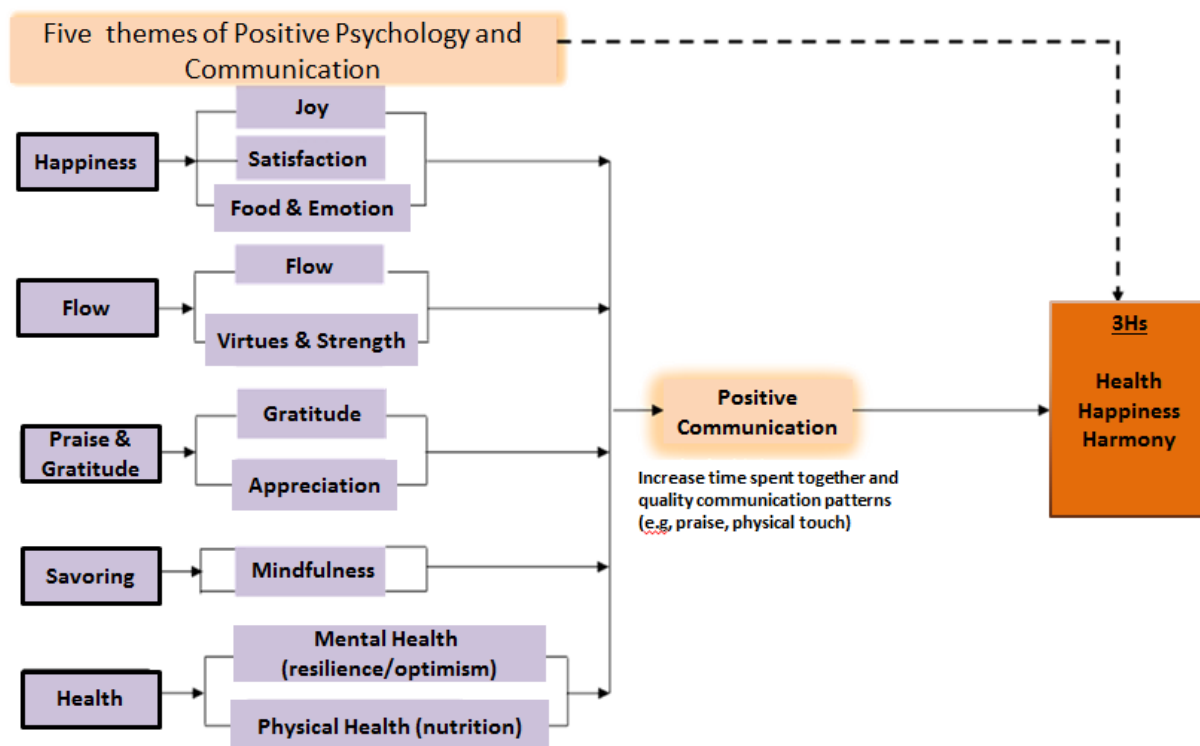 Five themes of Positive Psychology and
Communication
Happiness
Joy
Satisfaction
Food & Emotion
Flow
Flow
Virtues & Strength
Praise &
Gratitude
Gratitude
Appreciation
Savoring
Mindfulness
Health
Mental Health
(resilience/optimism)
Physical Health (nutrition)
Positive
Communication
Increase time spent together and
quality communication patterns
(e.g, praise, physical touch)
3Hs
Health
Happiness
Harmony